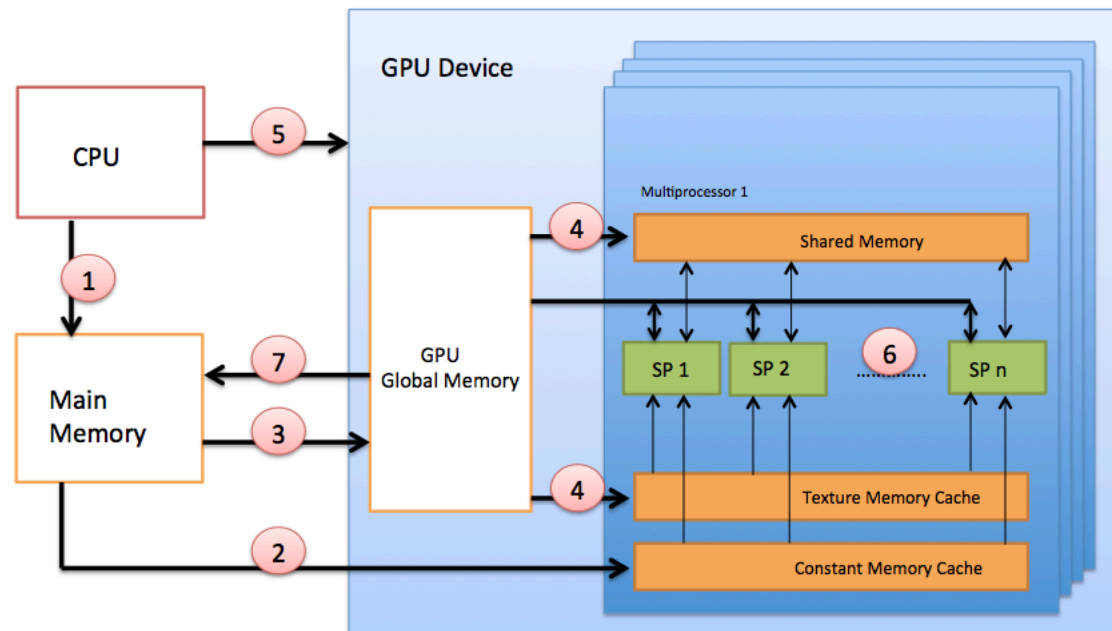 GPU Device
CPU
5
Multiprocessor 1
4
Shared Memory
1
GPU
Global Memory
7
6
SP 1
SP 2
.............
SP n
Main
Memory
3
4
Texture Memory Cache
2
Constant Memory Cache